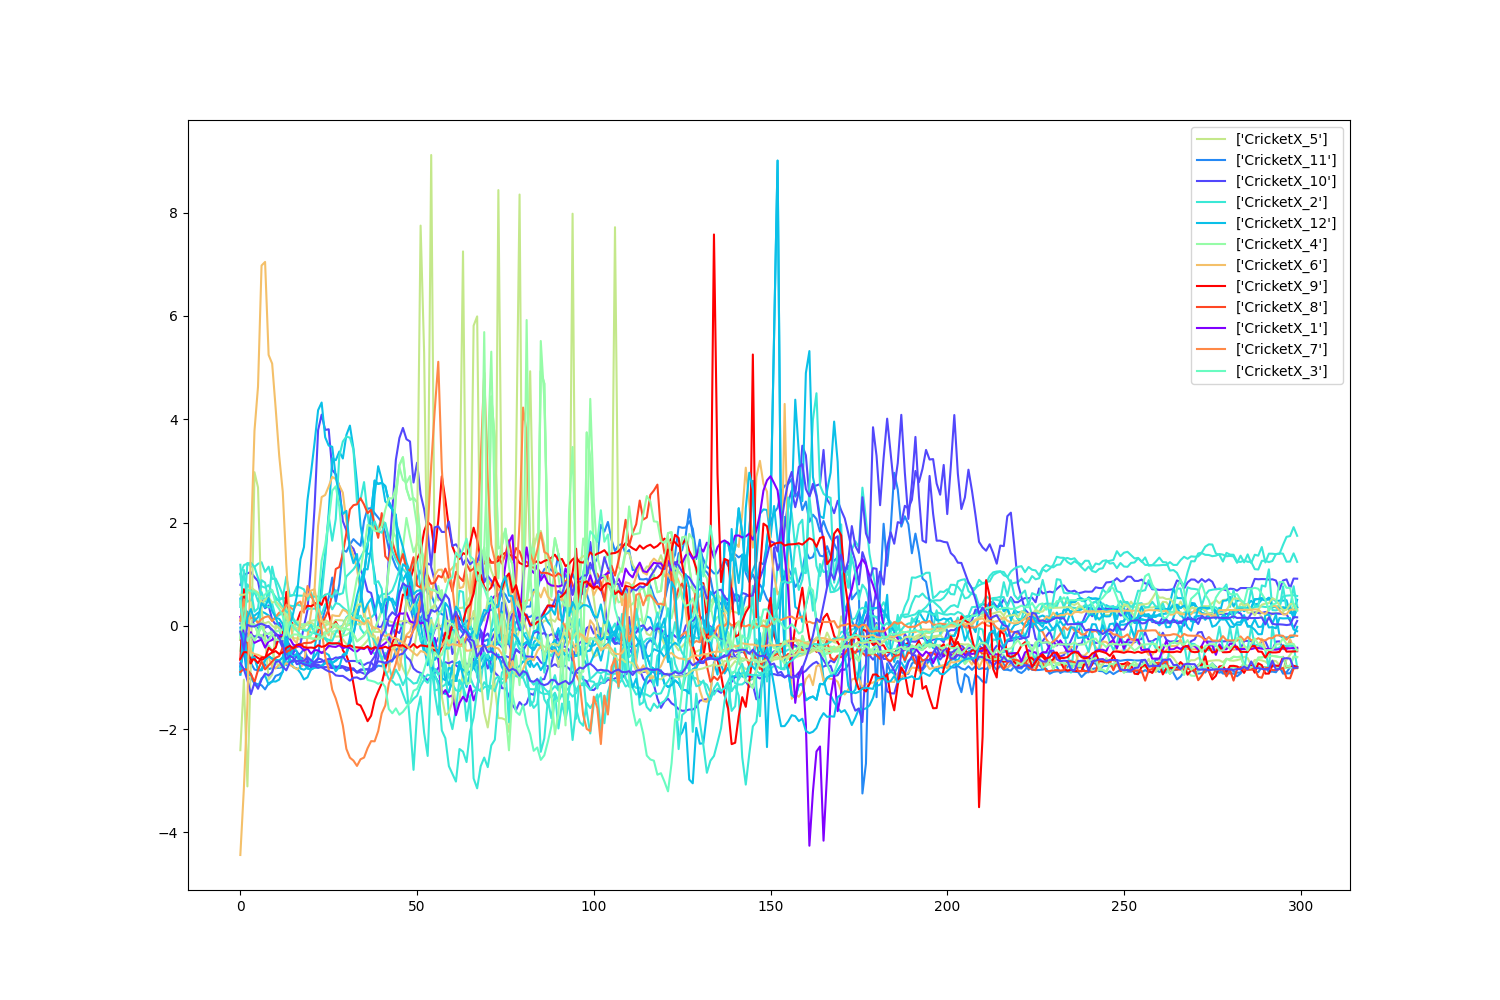 ['CricketX_5']
['CricketX_11']
['CricketX_10']
['CricketX_2']
['CricketX_12']
['CricketX_4']
['CricketX_6']
['CricketX_9']
['CricketX_8']
['CricketX_1']
['CricketX_7']
['CricketX_3']
8
6
4
2
0
−2
−4
0 50 100 150 200 250 300